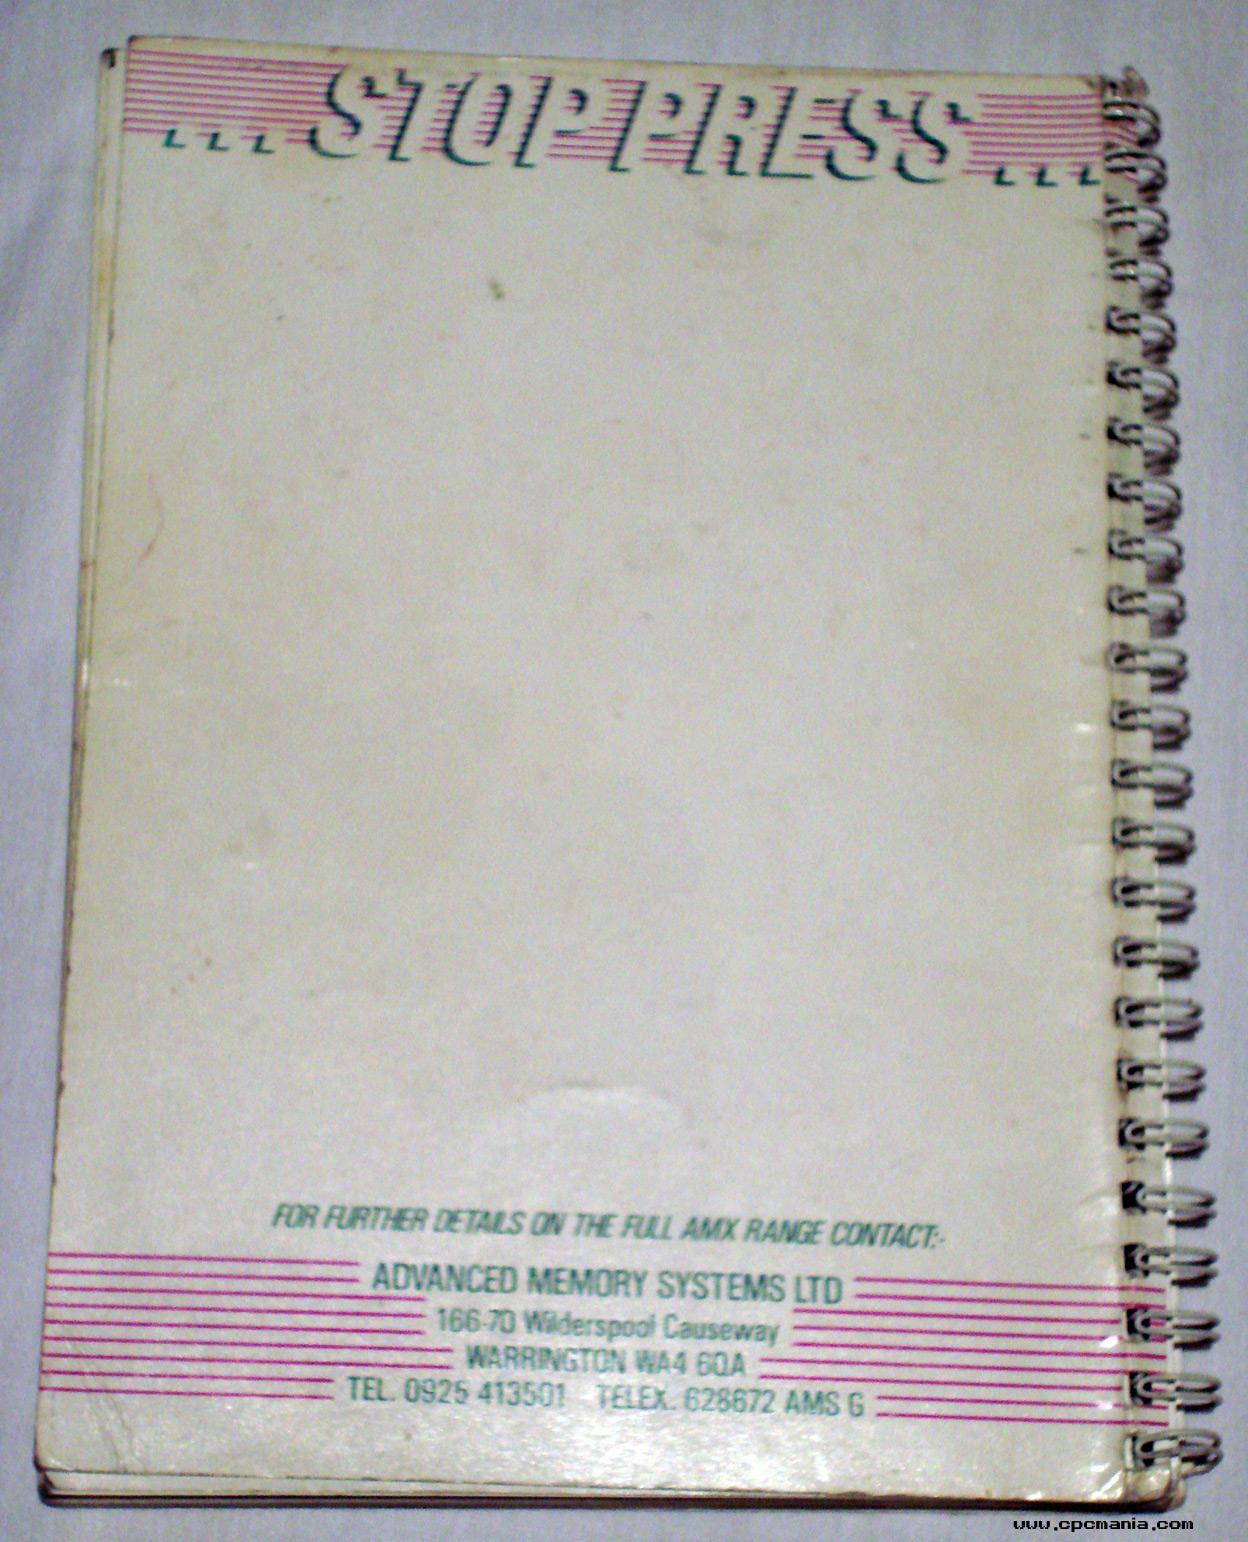 ...STOP PRESS...
FOR FURTHER DETAILS ON THE FULL AMX RANGE CONTACT:-
ADVANCED MEMORY SYSTEMS LTD
166-70 Wilderspool Causeway
WARRINGTON WA4 6QA
TEL. 0925 413501 TELEX. 628672 AMS G
www.cpcmania.com